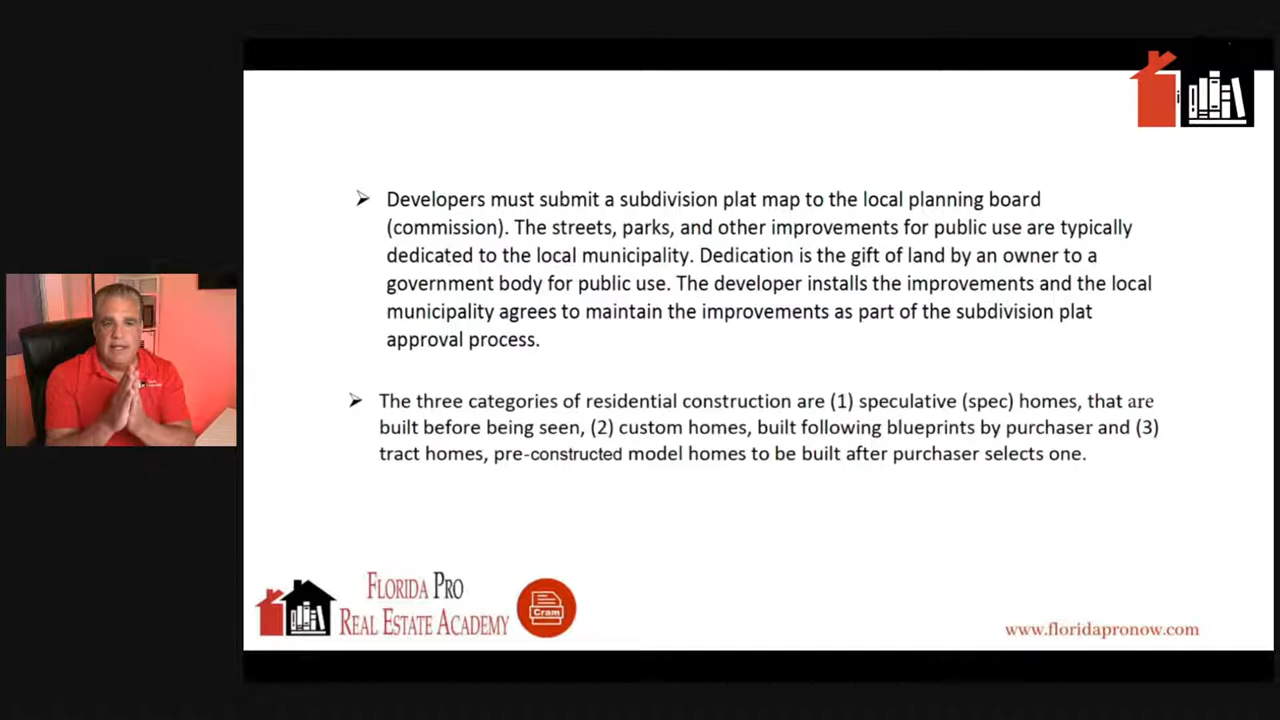 ➢ Developers must submit a subdivision plat map to the local planning board
(commission). The streets, parks, and other improvements for public use are typically
dedicated to the local municipality. Dedication is the gift of land by an owner to a
government body for public use. The developer installs the improvements and the local
municipality agrees to maintain the improvements as part of the subdivision plat
approval process.
➢ The three categories of residential construction are (1) speculative (spec) homes, that are
built before being seen, (2) custom homes, built following blueprints by purchaser and (3)
tract homes, pre-constructed model homes to be built after purchaser selects one.
FLORIDA PRO
REAL ESTATE ACADEMY
Cram
www.floridapronow.com